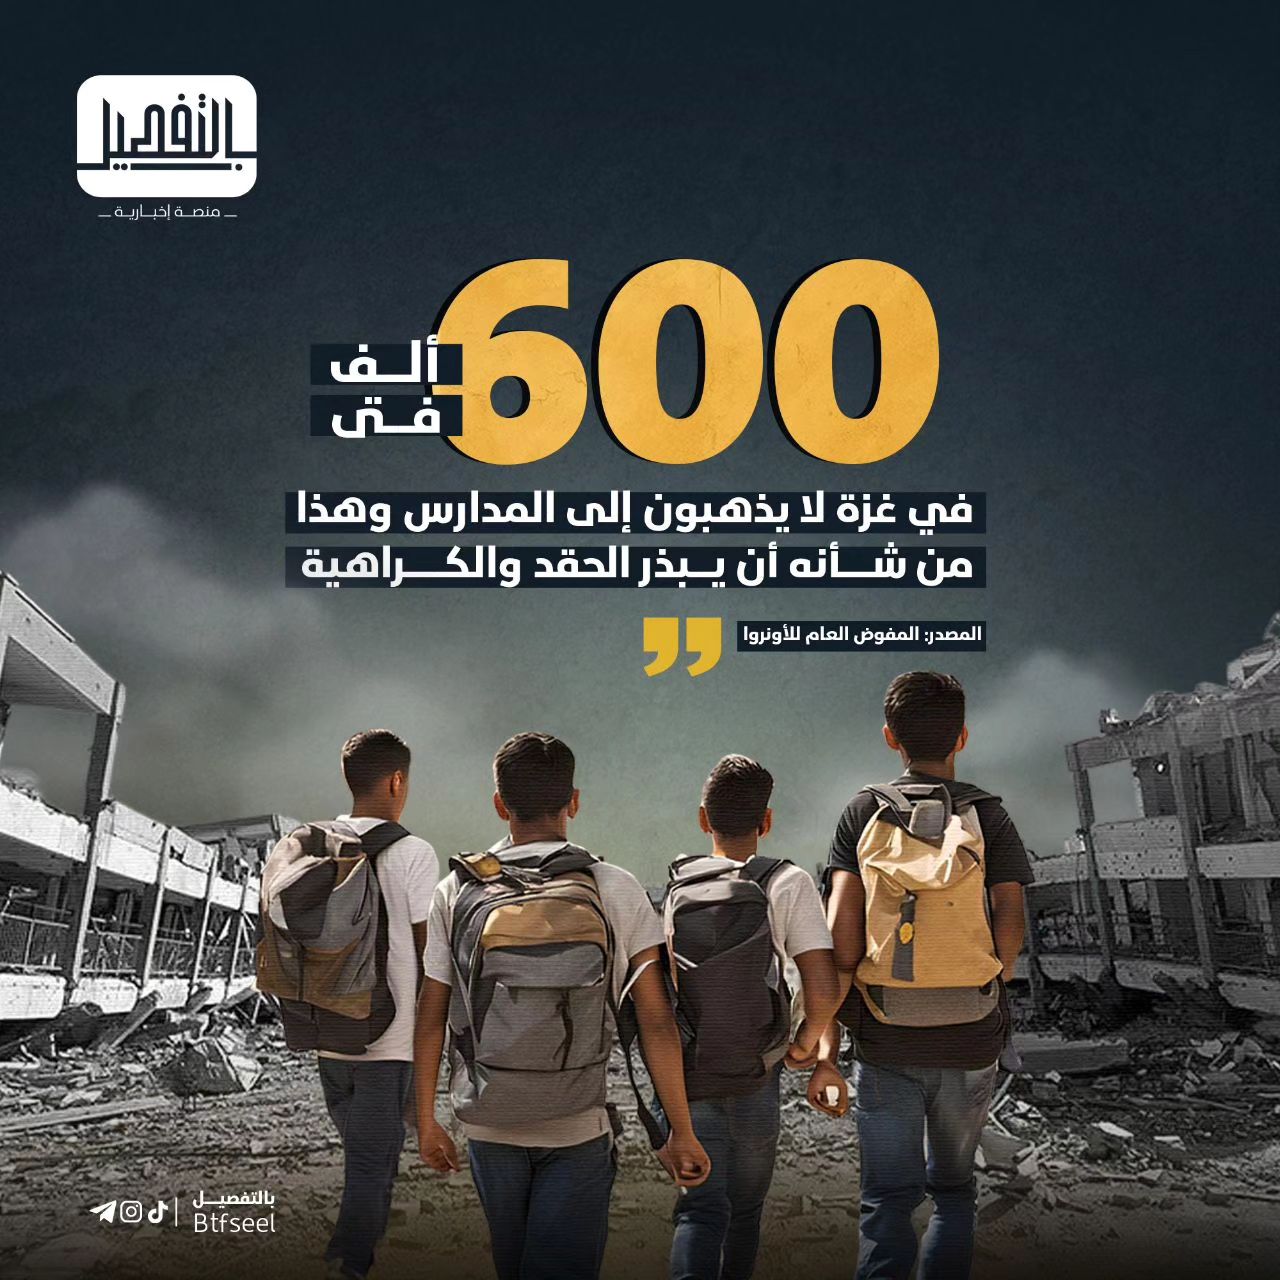 بالتفصيل
منصة إخبارية
600
ألف
فتى
في غزة لا يذهبون إلى المدارس وهذا
من شأنه أن يبذر الحقد والكراهية
المصدر: المفوض العام للأونروا
بالتفصيل
Btfseel